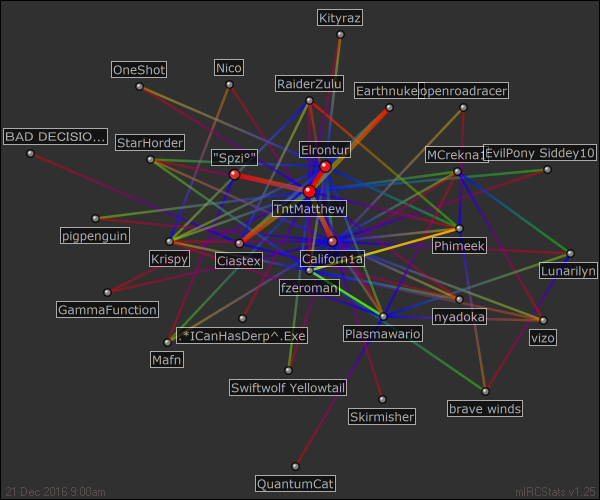 Kityraz
OneShot
Nico
RaiderZulu
Earthnuker
openroadracer
BAD DECISIO...
StarHorder
"Spzi°"
Elrontur
MCrekna1
EvilPony Siddey10
TntMatthew
pigpenguin
Krispy
Ciastex
Californ1a
Phimeek
Lunarilyn
fzeroman
GammaFunction
.*ICanHasDerp^.Exe
Plasmawario
nyadoka
vizo
Mafn
Swiftwolf Yellowtail
Skirmisher
brave winds
QuantumCat
21 Dec 2016 9:00am
mIRCStats v1.25